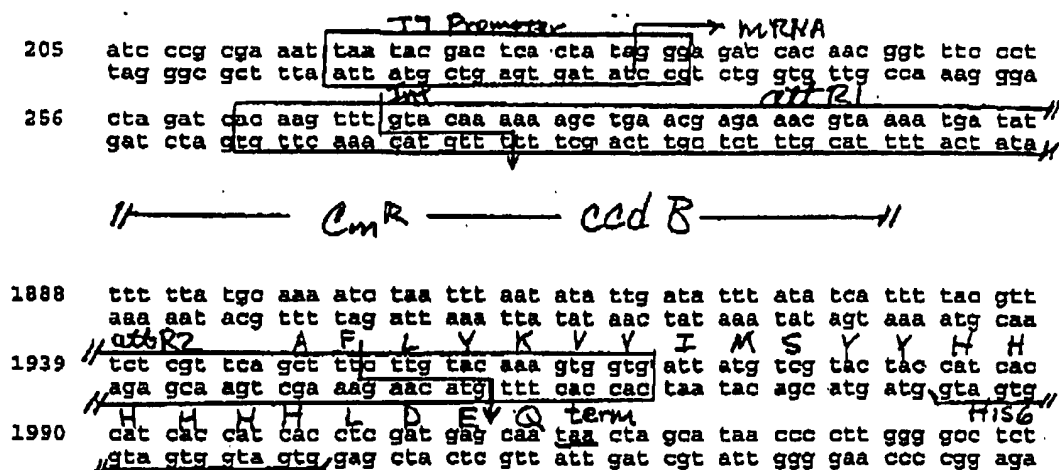 T7 Promoter mRNA
205 atc ccg cga aat taa tac gac tca cta tag gga gac cac aac ggt ttc cct
tag ggc gct tta att atg ctg agt gat atc cct ctg gtg ttg cca aag gga
Int attR1
256 cta gat cac aag ttt gta caa aaa agc tga acg aga aac gta aaa tga tat
gat cta gtg ttc aaa cat gtt ttt tcg act tgc tct ttg cat ttt act ata
CmR ccdB
1888 ttt tta tgc aaa atc taa ttt aat ata ttg ata ttt ata tca ttt tac gtt
aaa aat acg ttt tag att aaa tta tat aac tat aaa tat agt aaa atg caa
attR2 A F L Y K V V I M S Y Y H H
1939 tct cgt tca gct ttc ttg tac aaa gtg gtg att atg tcg tac tac cat cac
aga gca agt cga aag aac atg ttt cac cac taa tac agc atg atg gta gtg
H H H H L D E Q term His6
1990 cat cac cat cac ctc gat gag caa taa cta gca taa ccc ctt ggg gcc tct
gta gtg gta gtg gag cta ctc gtt att gat cgt att ggg gaa ccc cgg aga